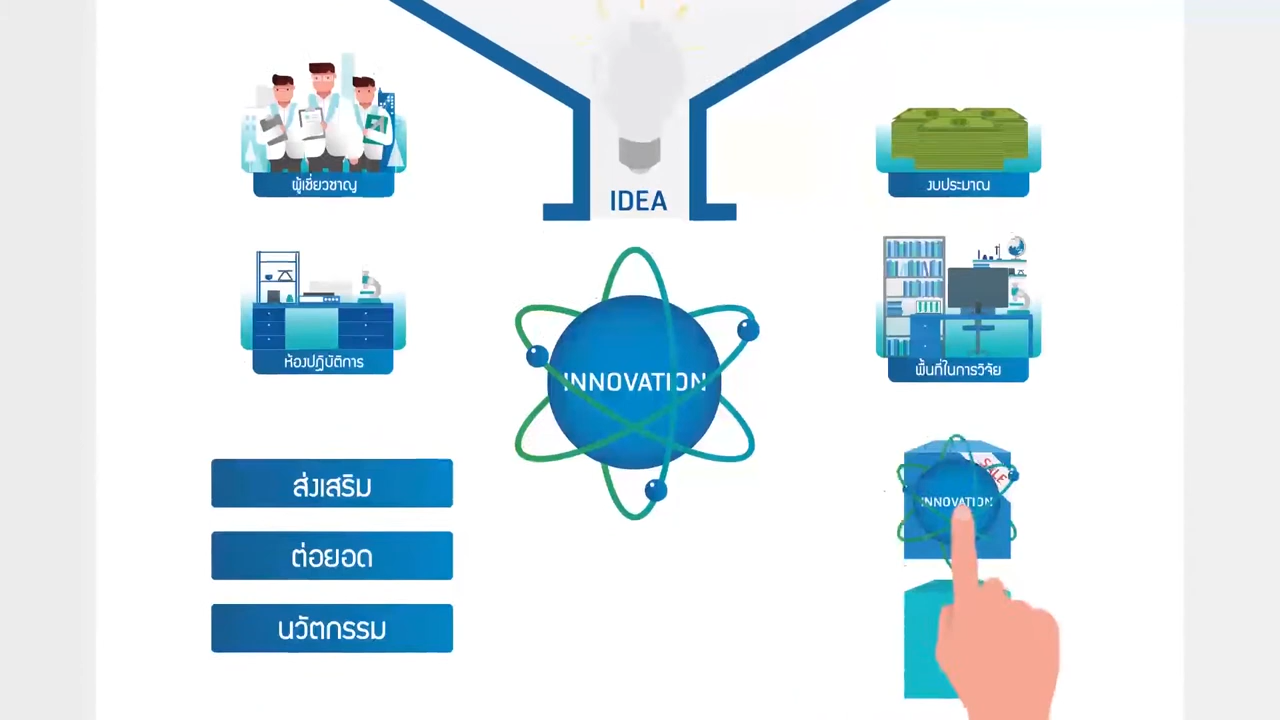 ผู้เชี่ยวชาญ
IDEA
งบประมาณ
ห้องปฏิบัติการ
INNOVATION
พื้นที่ในการวิจัย
ส่งเสริม
ต่อยอด
นวัตกรรม
SALE
INNOVATION